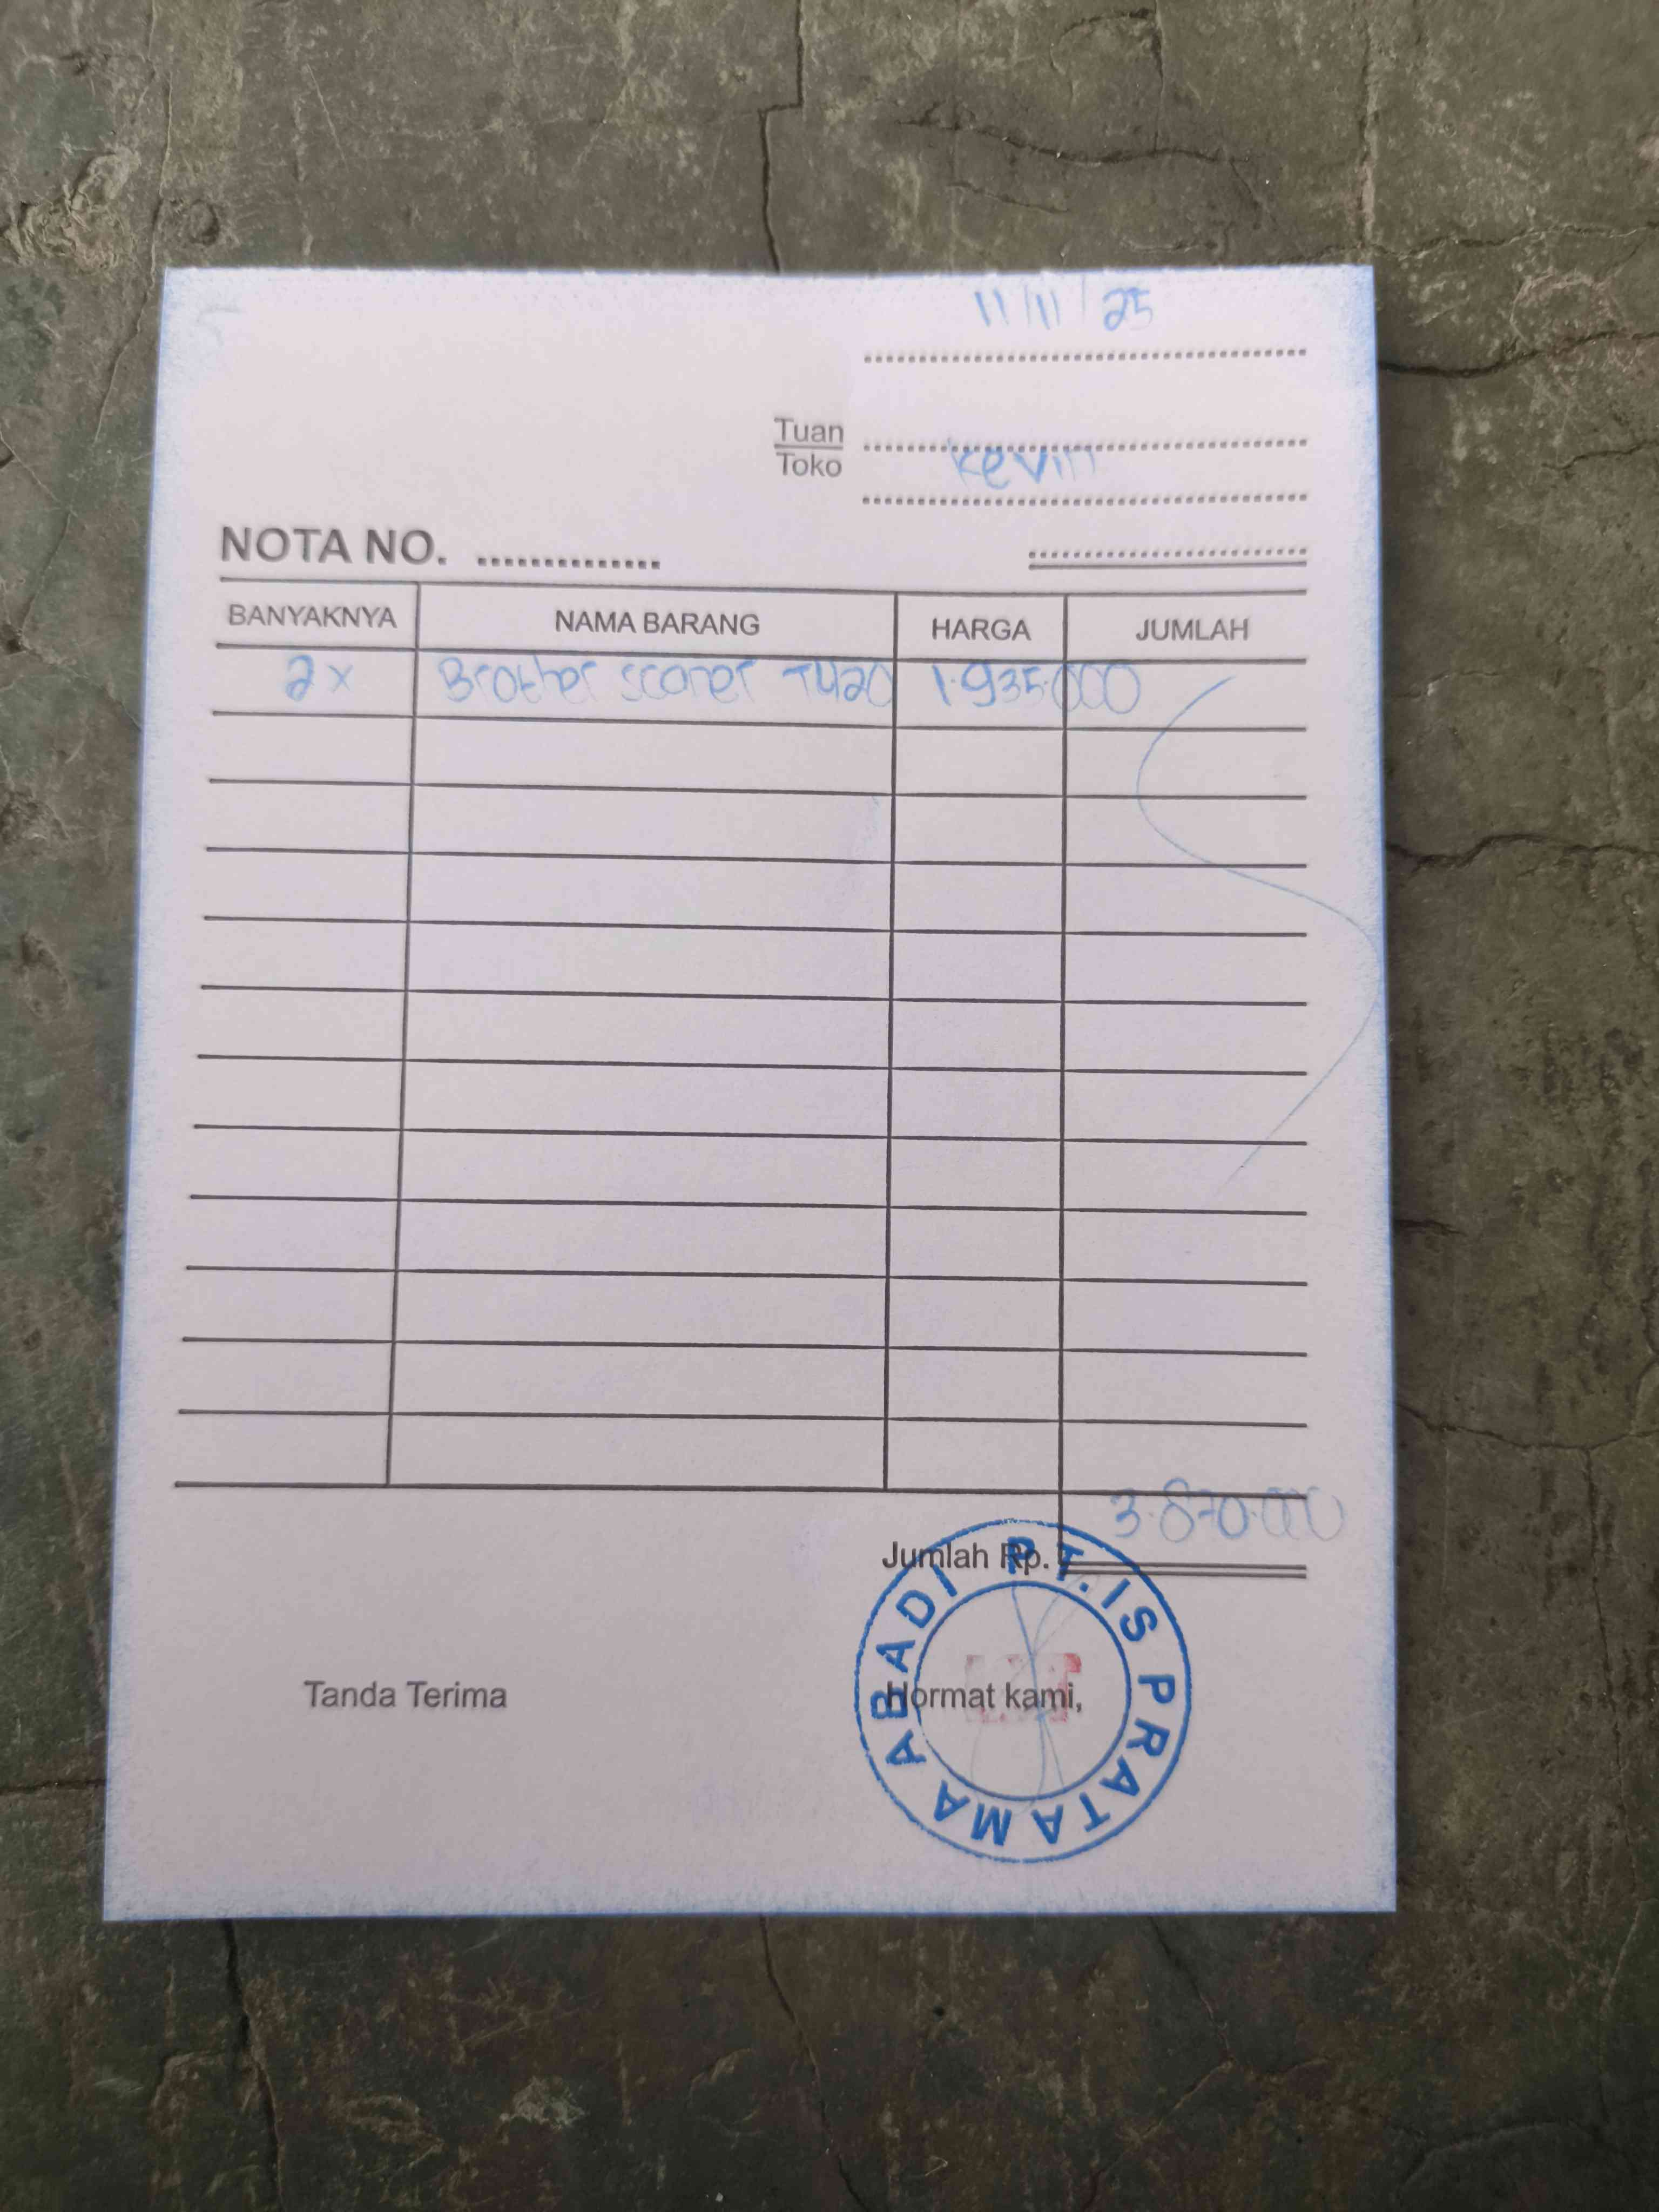 11/11/25
Tuan
Toko
Kevin
NOTA NO.
BANYAKNYA NAMA BARANG HARGA JUMLAH
2x Brother scaner T420 1.935.000
3.870.000
Jumlah Rp.
Tanda Terima
Hormat kami,
PT. IS PRATAMA ABADI